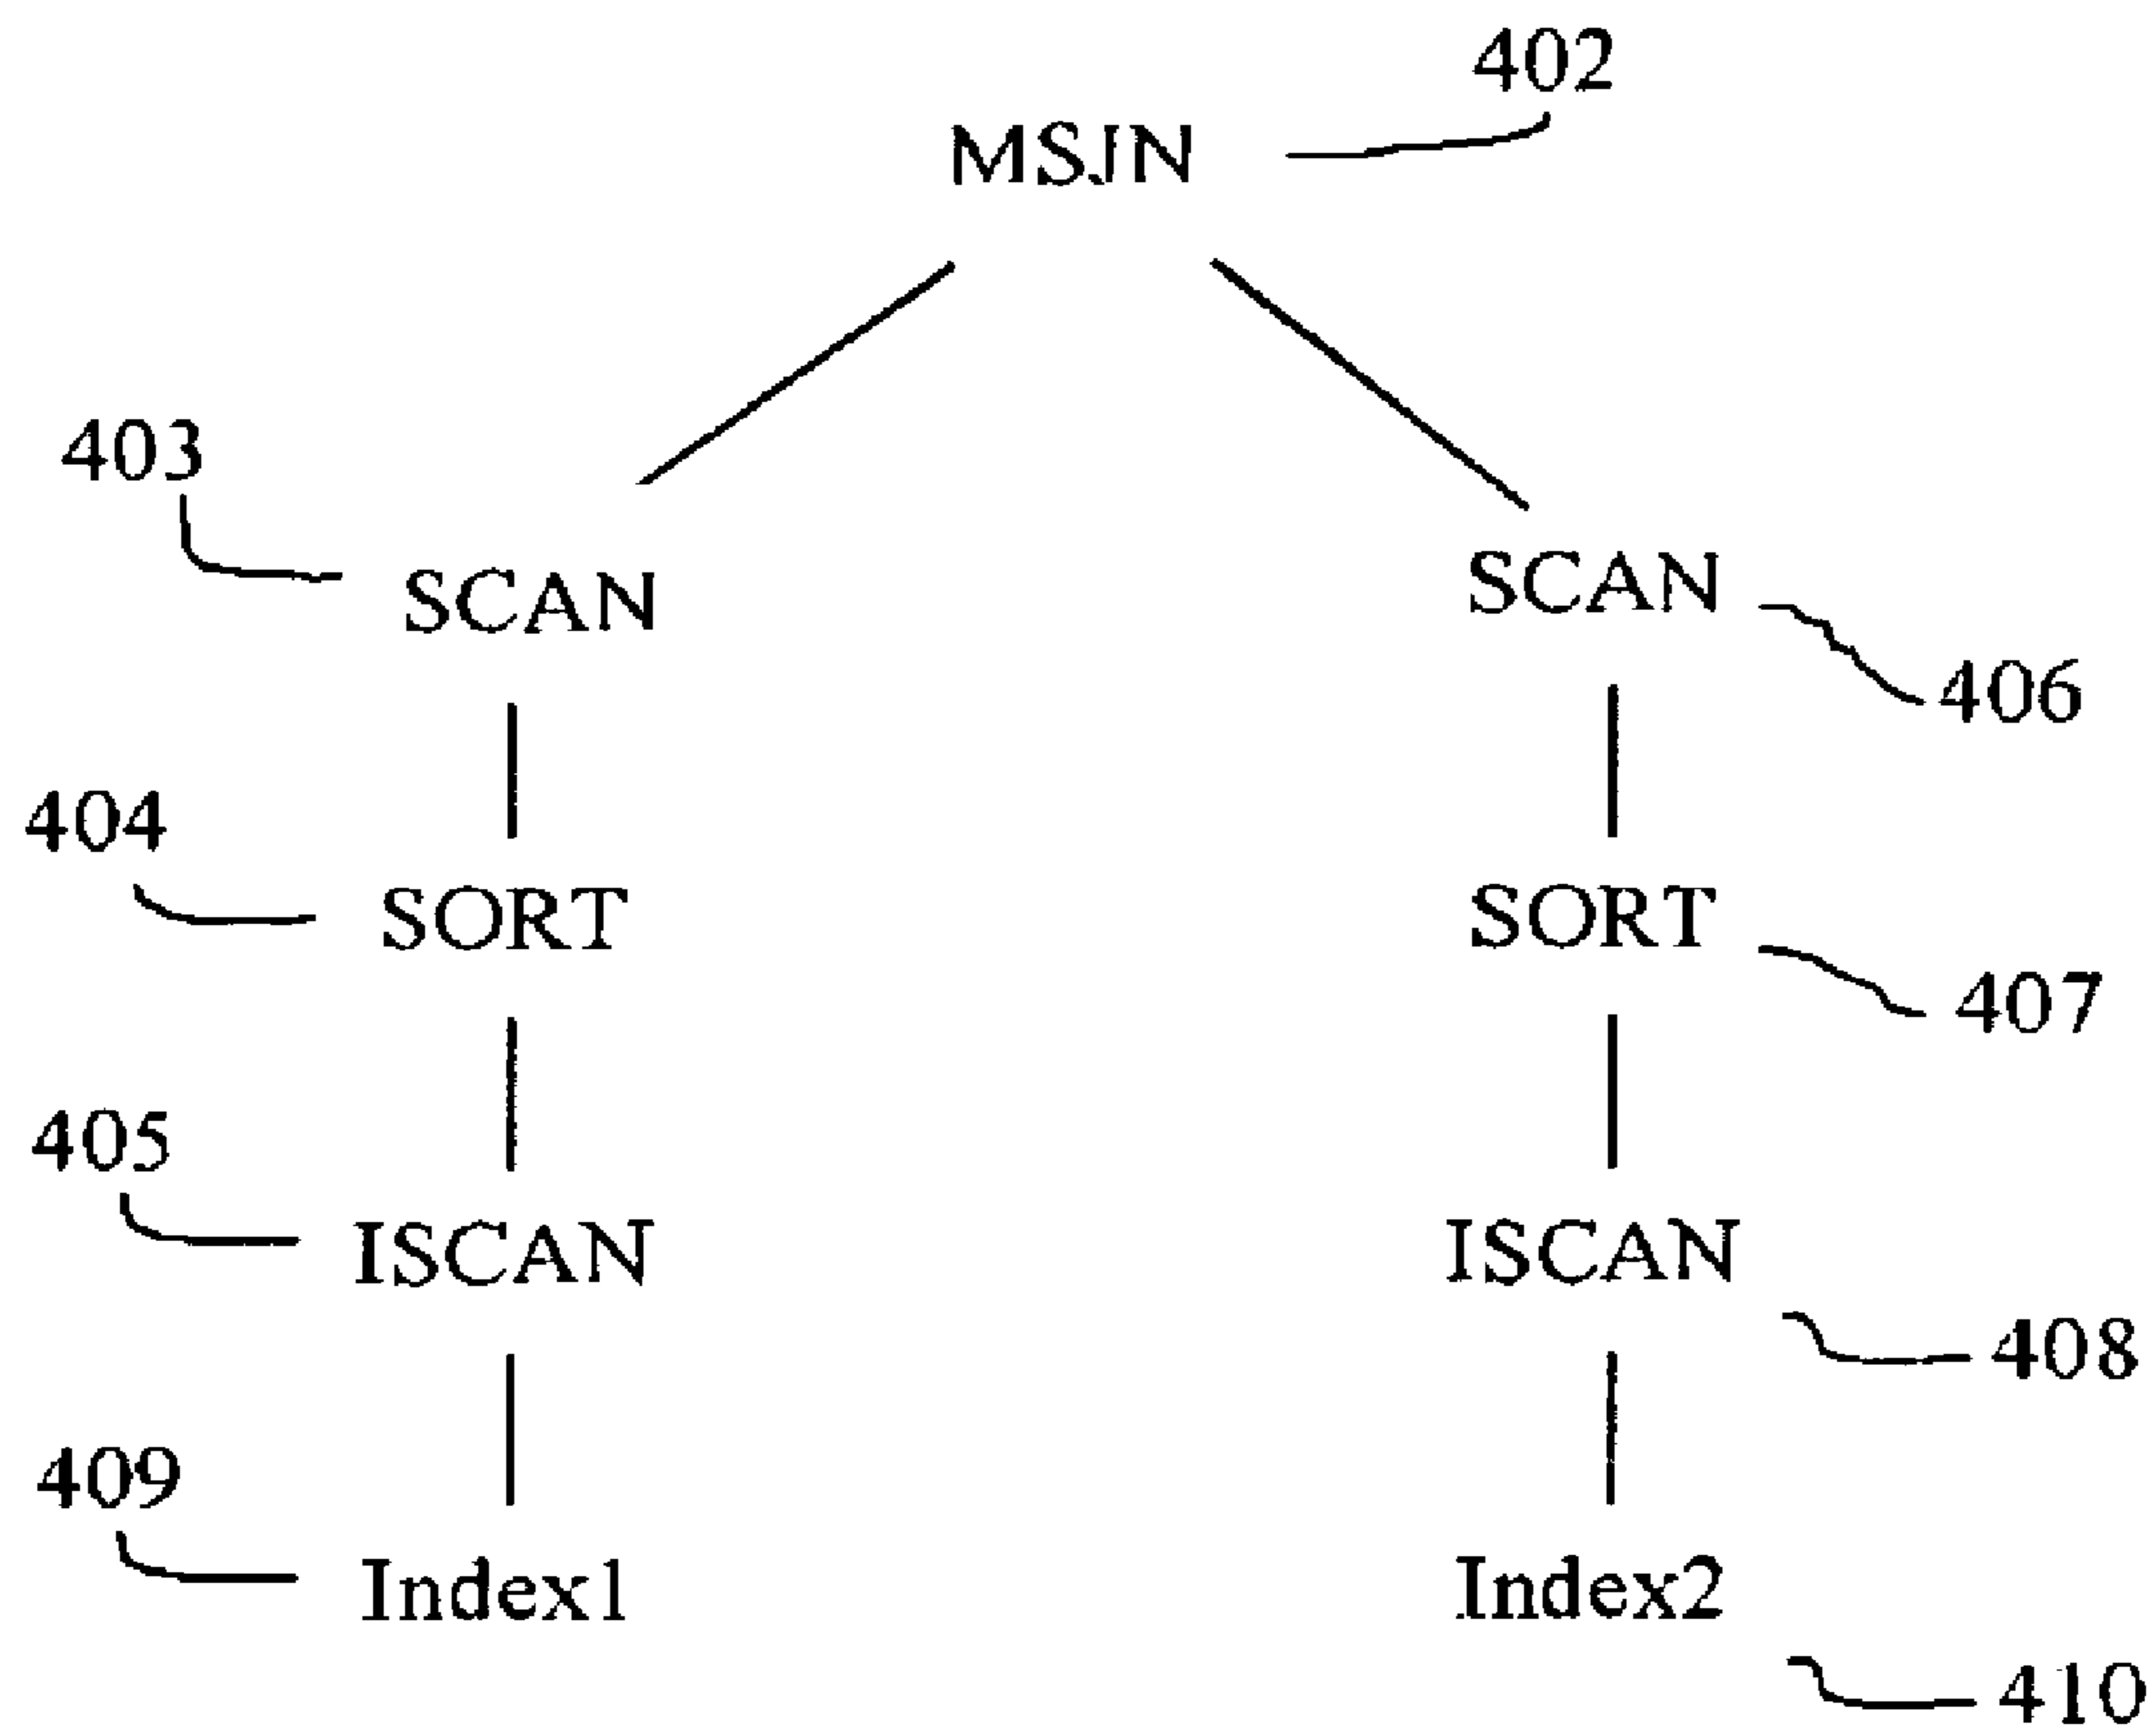 402
MSJN
403
SCAN
SCAN
406
404
SORT
SORT
407
405
ISCAN
ISCAN
408
409
Index1
Index2
410